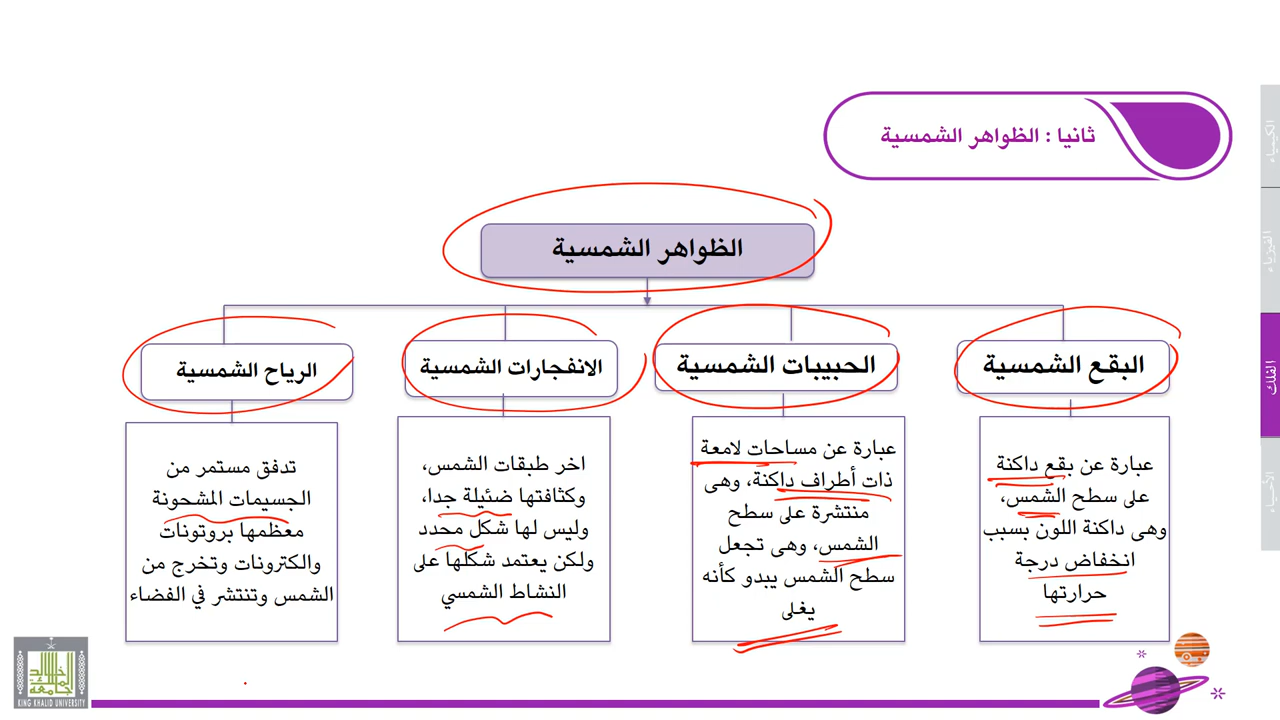 ثانيا : الظواهر الشمسية
الظواهر الشمسية
البقع الشمسية
عبارة عن بقع داكنة
على سطح الشمس،
وهى داكنة اللون بسبب
انخفاض درجة
حرارتها
الحبيبات الشمسية
عبارة عن مساحات لامعة
ذات أطراف داكنة، وهى
منتشرة على سطح
الشمس، وهى تجعل
سطح الشمس يبدو كأنه
يغلى
الانفجارات الشمسية
اخر طبقات الشمس،
وكثافتها ضئيلة جدا،
وليس لها شكل محدد
ولكن يعتمد شكلها على
النشاط الشمسي
الرياح الشمسية
تدفق مستمر من
الجسيمات المشحونة
معظمها بروتونات
والكترونات وتخرج من
الشمس وتنتشر في الفضاء
الكيمياء
الفيزياء
الفلك
الأحياء
جامعة الملك خالد
KING KHALID UNIVERSITY